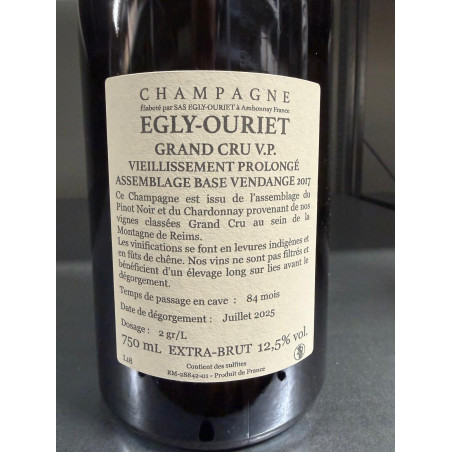 CHAMPAGNE
Élaboré par SAS EGLY-OURIET à Ambonnay France
EGLY-OURIET
GRAND CRU V.P.
VIEILLISSEMENT PROLONGÉ
ASSEMBLAGE BASE VENDANGE 2017
Ce Champagne est issu de l'assemblage du
Pinot Noir et du Chardonnay provenant de nos
vignes classées Grand Cru au sein de la
Montagne de Reims.
Les vinifications se font en levures indigènes et
en fûts de chêne. Nos vins ne sont pas filtrés et
bénéficient d'un élevage long sur lies avant le
dégorgement.
Temps de passage en cave : 84 mois
Date de dégorgement : Juillet 2025
Dosage : 2 gr/L
750 mL EXTRA-BRUT 12,5% vol.
L18 Contient des sulfites
RM-28842-01 - Produit de France